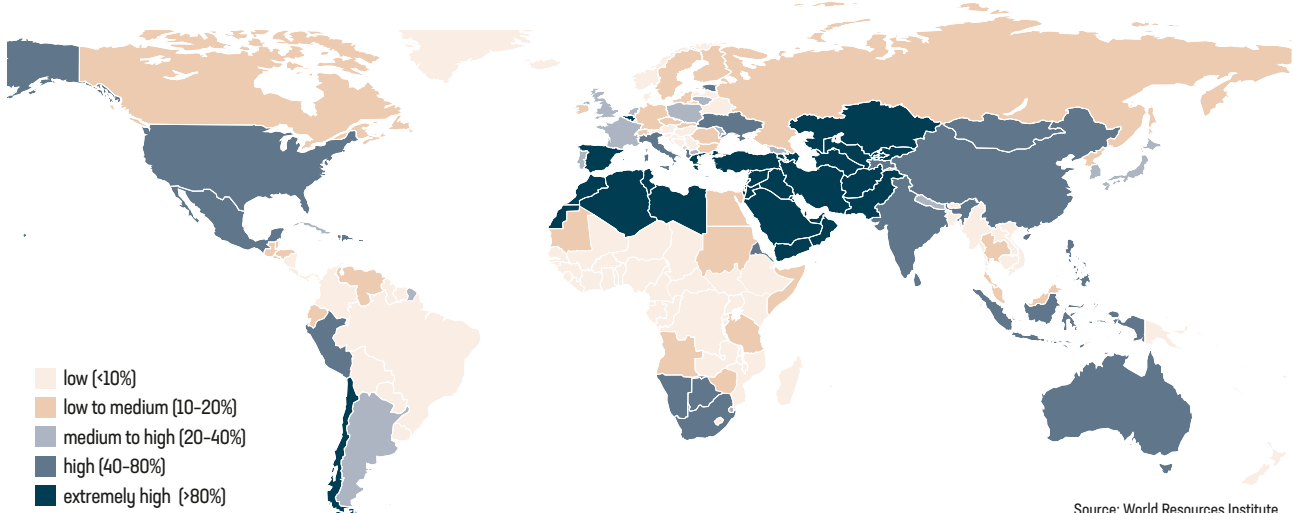 low (<10%)
low to medium (10-20%)
medium to high (20-40%)
high (40-80%)
extremely high (>80%)
Source: World Resources Institute